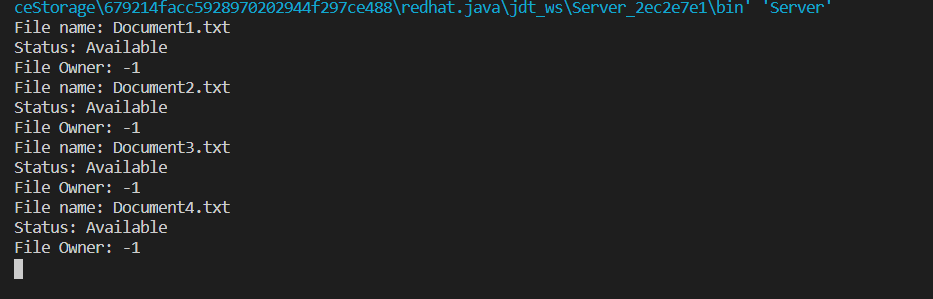 ceStorage\679214facc5928970202944f297ce488\redhat.java\jdt_ws\Server_2ec2e7e1\bin' 'Server'
File name: Document1.txt
Status: Available
File Owner: -1
File name: Document2.txt
Status: Available
File Owner: -1
File name: Document3.txt
Status: Available
File Owner: -1
File name: Document4.txt
Status: Available
File Owner: -1